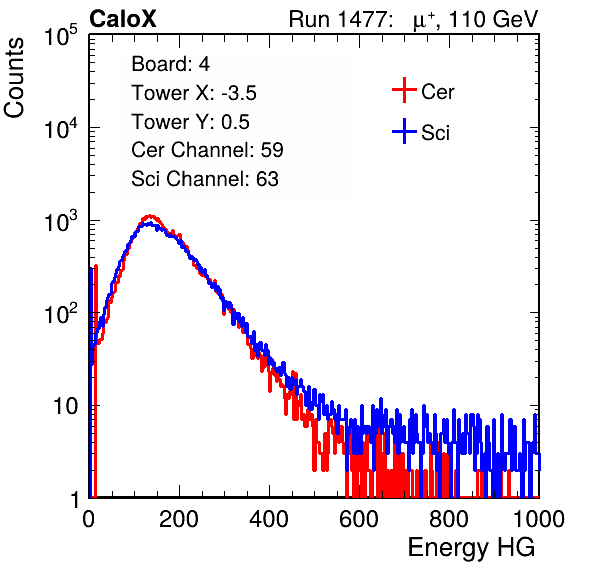 CaloX Run 1477: μ⁺, 110 GeV
Counts
Board: 4
Tower X: -3.5
Tower Y: 0.5
Cer Channel: 59
Sci Channel: 63
Cer
Sci
10⁵
10⁴
10³
10²
10
1
0 200 400 600 800 1000
Energy HG